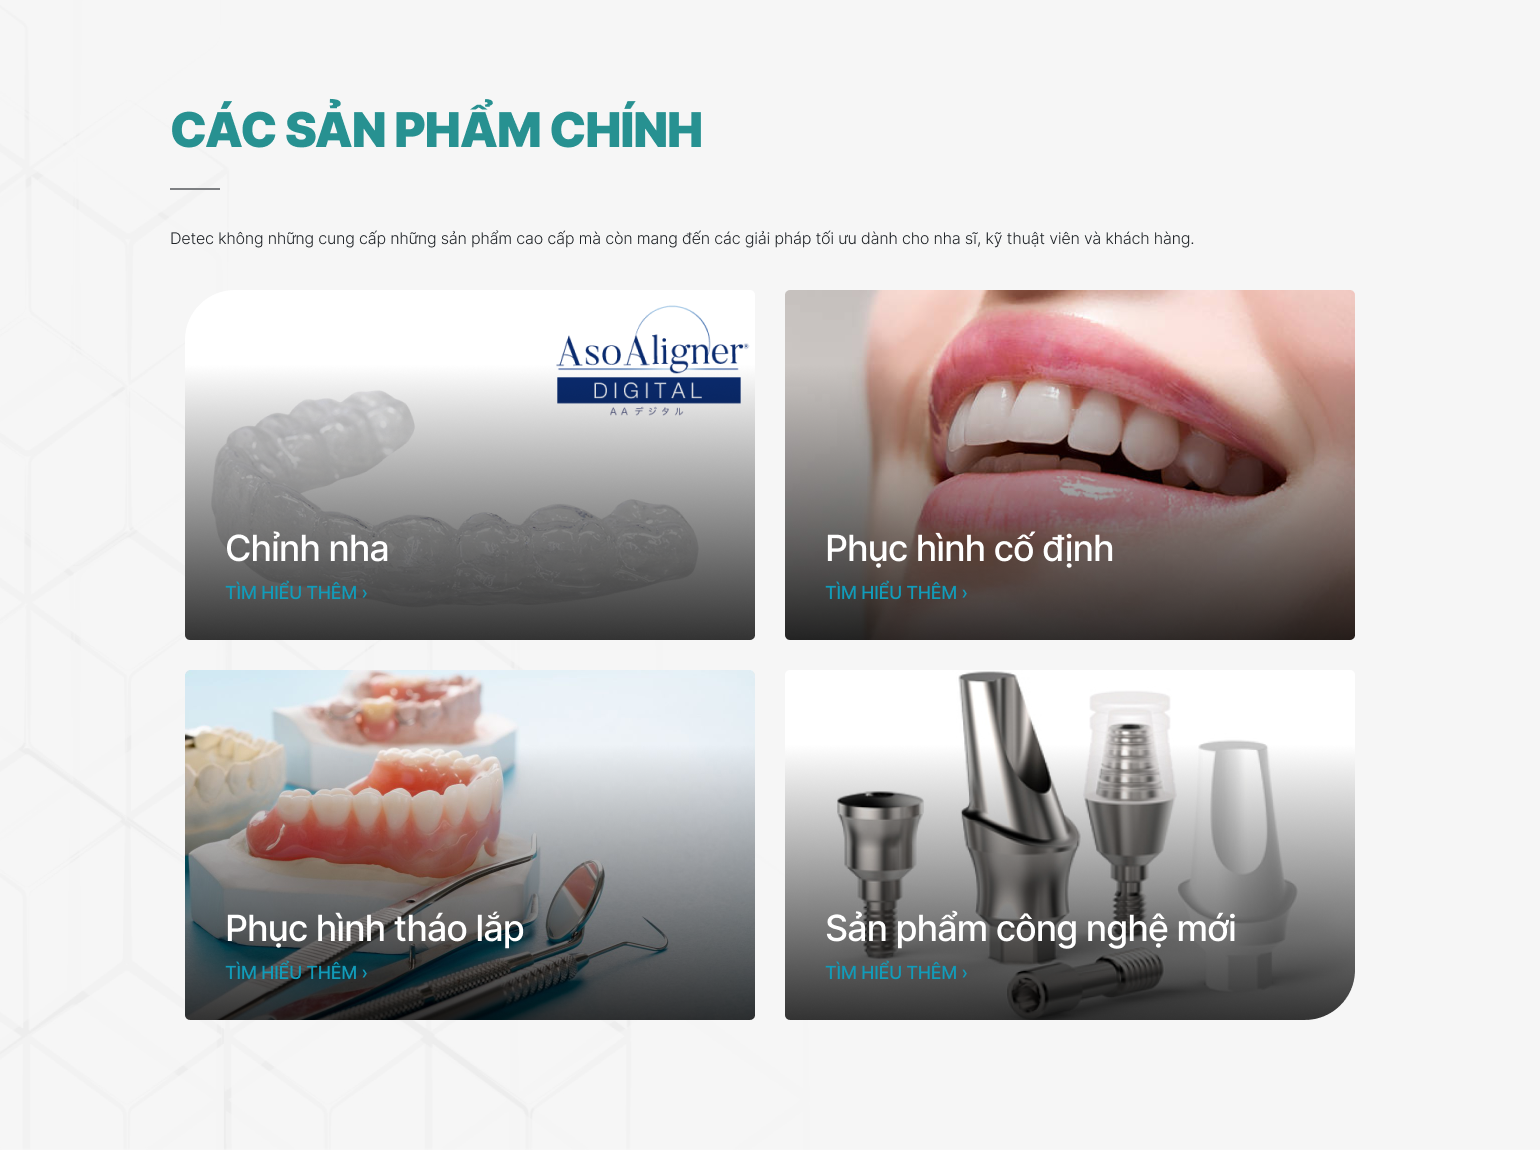 CÁC SẢN PHẨM CHÍNH
Detec không những cung cấp những sản phẩm cao cấp mà còn mang đến các giải pháp tối ưu dành cho nha sĩ, kỹ thuật viên và khách hàng.
AsoAligner®
DIGITAL
AA デジタル
Chỉnh nha
TÌM HIỂU THÊM ›
Phục hình cố định
TÌM HIỂU THÊM ›
Phục hình tháo lắp
TÌM HIỂU THÊM ›
Sản phẩm công nghệ mới
TÌM HIỂU THÊM ›